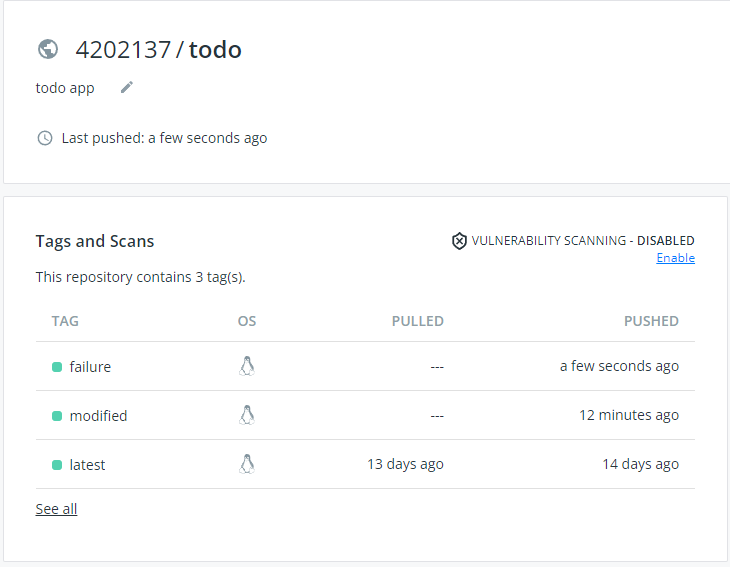 4202137 / todo
todo app
Last pushed: a few seconds ago
Tags and Scans
VULNERABILITY SCANNING - DISABLED
Enable
This repository contains 3 tag(s).
TAG OS PULLED PUSHED
failure --- a few seconds ago
modified --- 12 minutes ago
latest 13 days ago 14 days ago
See all